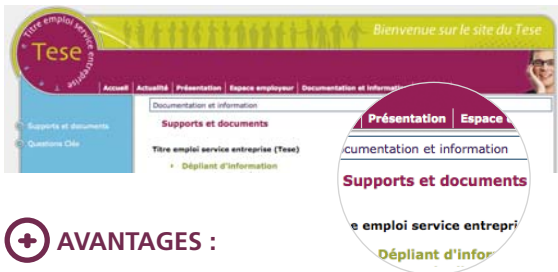 Titre emploi service entreprise
Tese
Bienvenue sur le site du Tese
Accueil Actualité Présentation Espace employeur Documentation et information
Documentation et information
Supports et documents
Questions Clés
Supports et documents
Titre emploi service entreprise (Tese)
Dépliant d'information
Présentation Espace
cumentation et information
Supports et documents
e emploi service entrepri
Dépliant d'infor
+ AVANTAGES :